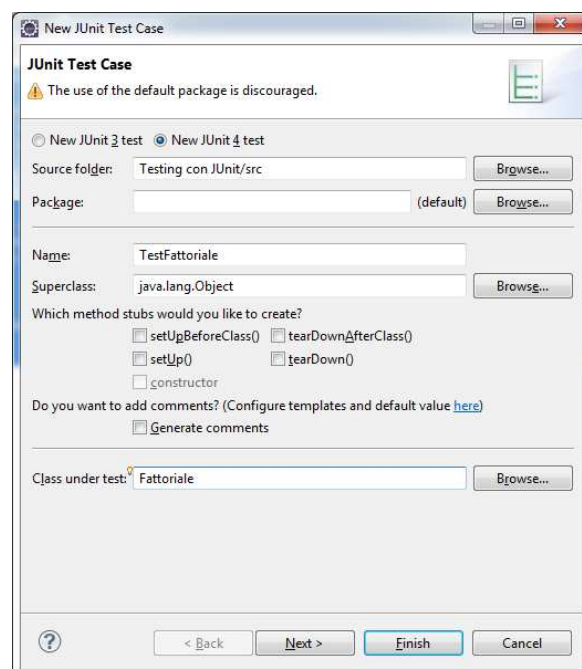 New JUnit Test Case
JUnit Test Case
The use of the default package is discouraged.
New JUnit 3 test New JUnit 4 test
Source folder: Testing con JUnit/src Browse...
Package: (default) Browse...
Name: TestFattoriale
Superclass: java.lang.Object Browse...
Which method stubs would you like to create?
setUpBeforeClass() tearDownAfterClass()
setUp() tearDown()
constructor
Do you want to add comments? (Configure templates and default value here)
Generate comments
Class under test: Fattoriale Browse...
? < Back Next > Finish Cancel